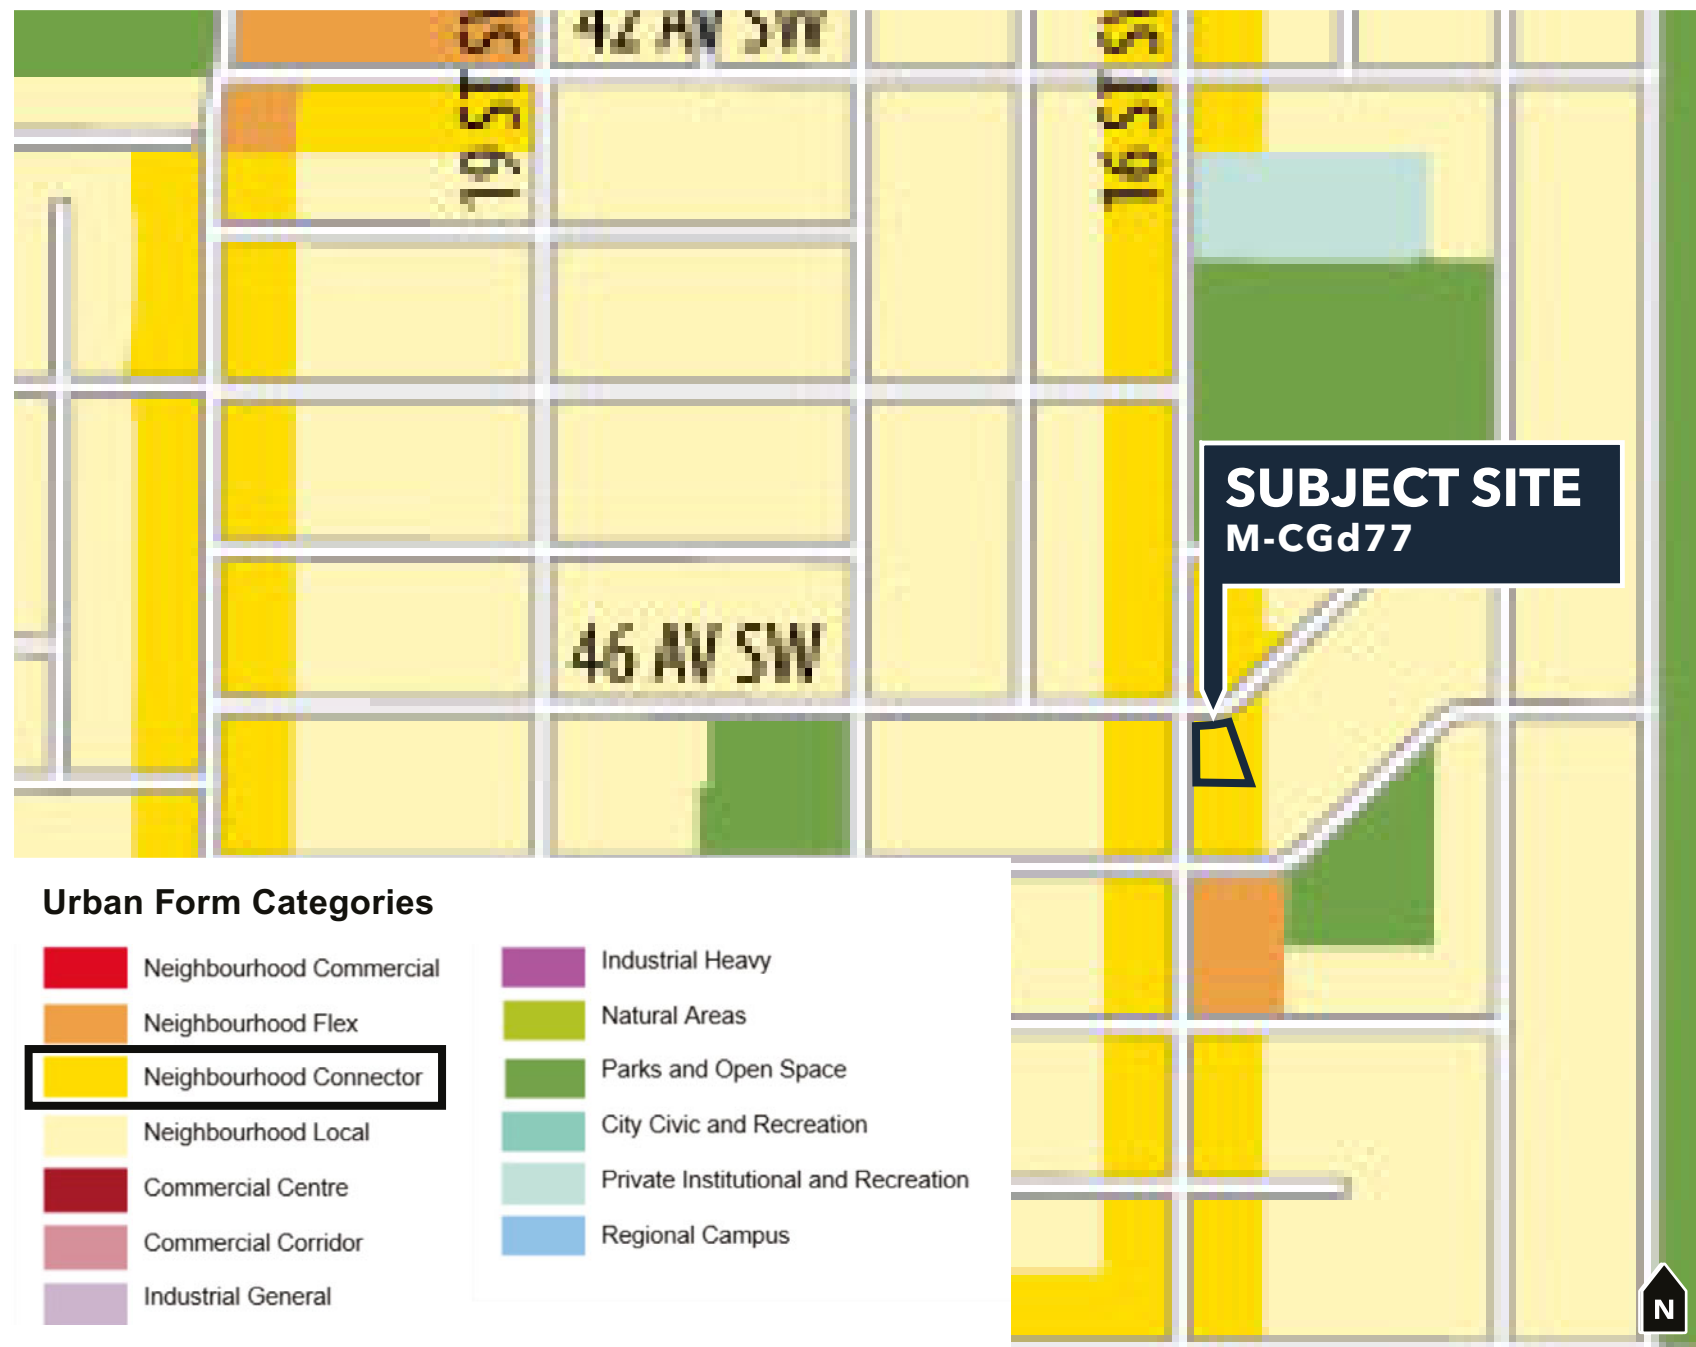 42 AV SW
19 ST SW
16 ST SW
SUBJECT SITE
M-CGd77
46 AV SW
Urban Form Categories
Neighbourhood Commercial
Neighbourhood Flex
Neighbourhood Connector
Neighbourhood Local
Commercial Centre
Commercial Corridor
Industrial General
Industrial Heavy
Natural Areas
Parks and Open Space
City Civic and Recreation
Private Institutional and Recreation
Regional Campus
N